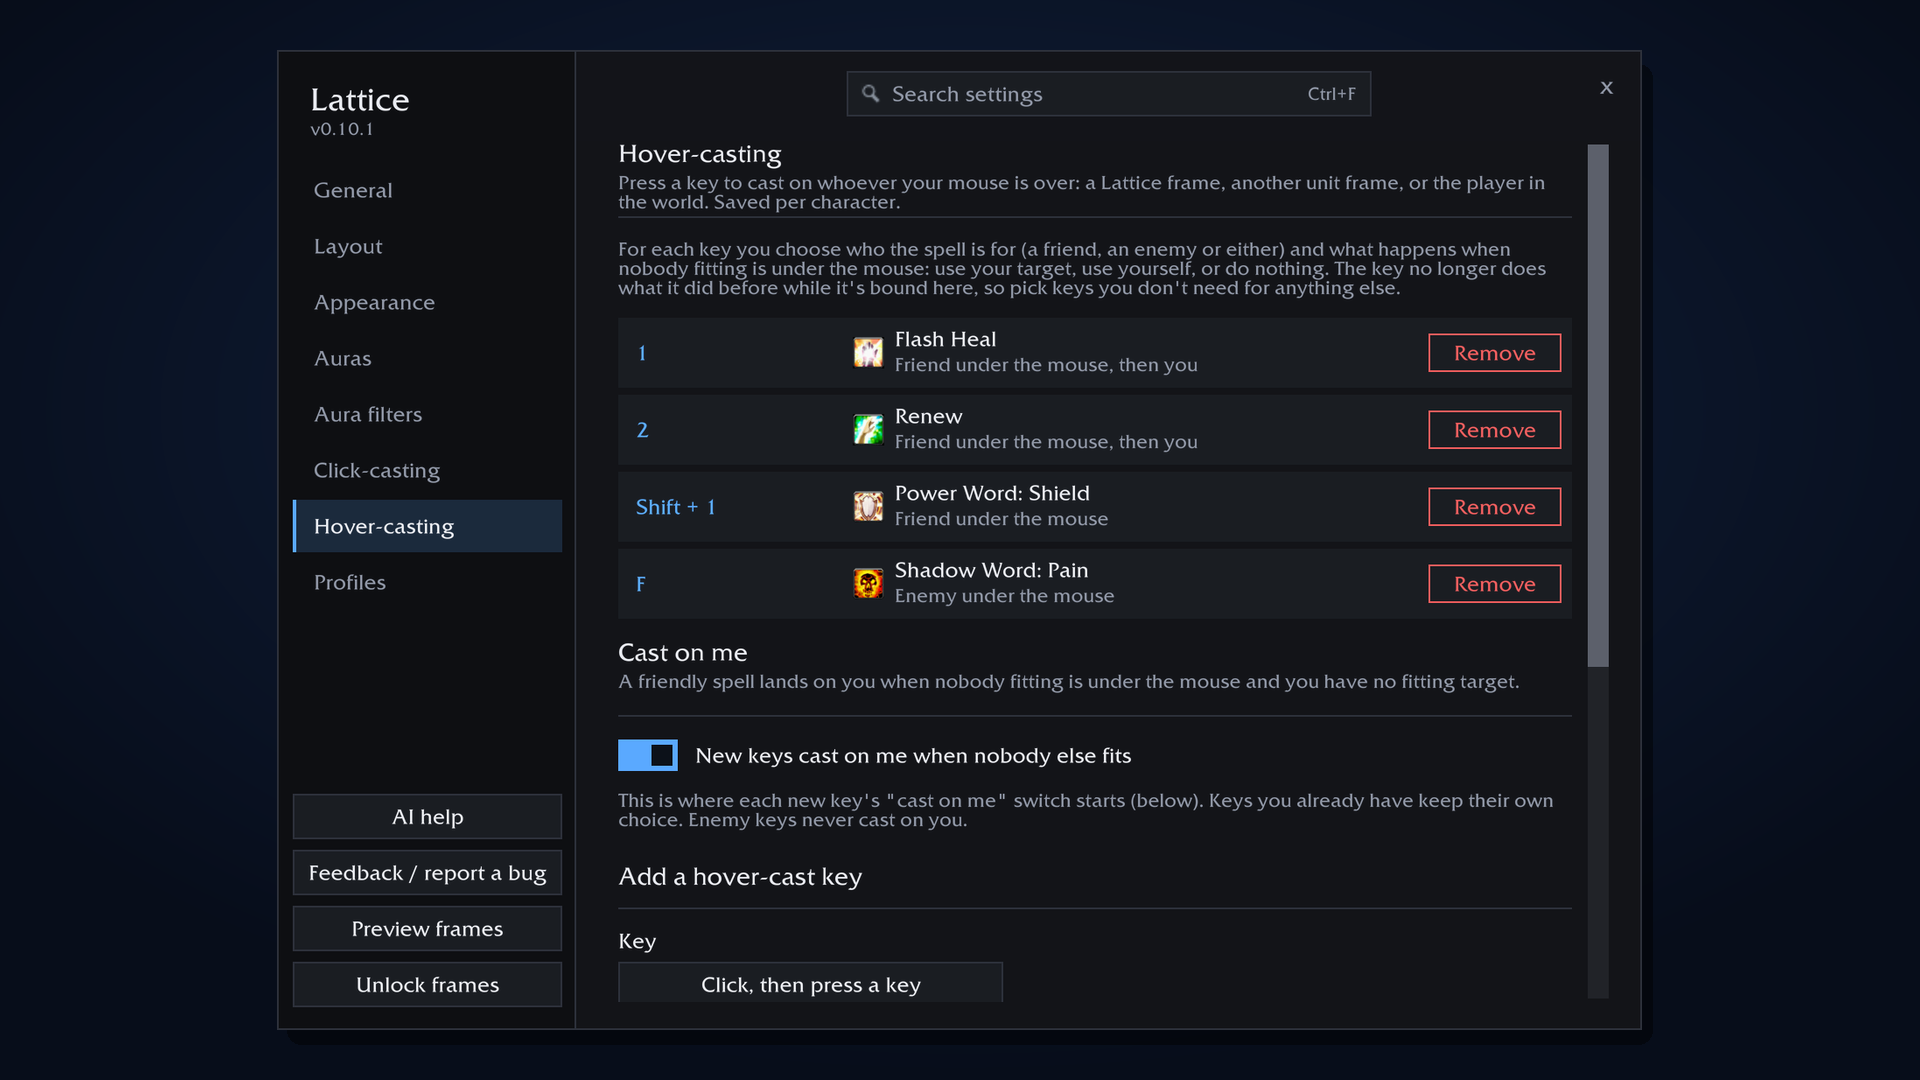 Lattice
v0.10.1
General
Layout
Appearance
Auras
Aura filters
Click-casting
Hover-casting
Profiles
AI help
Feedback / report a bug
Preview frames
Unlock frames
Search settings
Ctrl+F
X
Hover-casting
Press a key to cast on whoever your mouse is over: a Lattice frame, another unit frame, or the player in
the world. Saved per character.
For each key you choose who the spell is for (a friend, an enemy or either) and what happens when
nobody fitting is under the mouse: use your target, use yourself, or do nothing. The key no longer does
what it did before while it's bound here, so pick keys you don't need for anything else.
1
Flash Heal
Friend under the mouse, then you
Remove
2
Renew
Friend under the mouse, then you
Remove
Shift + 1
Power Word: Shield
Friend under the mouse
Remove
F
Shadow Word: Pain
Enemy under the mouse
Remove
Cast on me
A friendly spell lands on you when nobody fitting is under the mouse and you have no fitting target.
New keys cast on me when nobody else fits
This is where each new key's "cast on me" switch starts (below). Keys you already have keep their own
choice. Enemy keys never cast on you.
Add a hover-cast key
Key
Click, then press a key